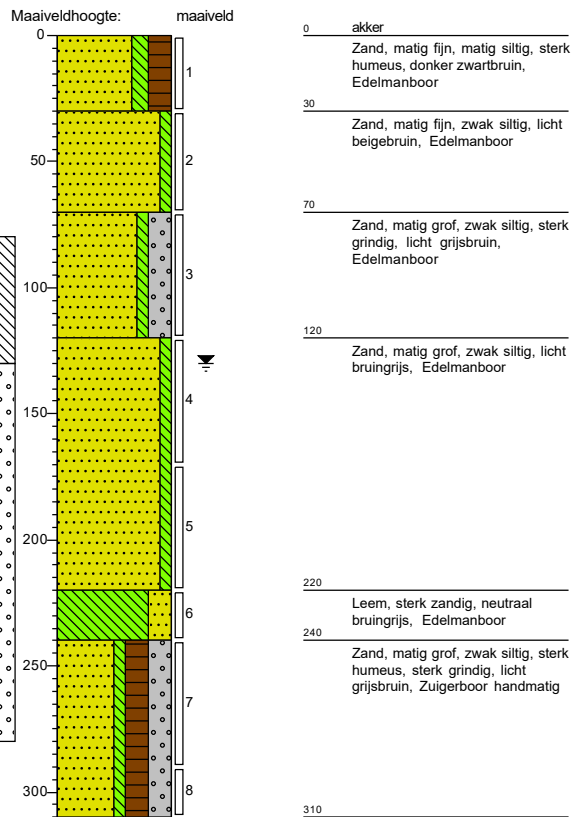 Maaiveldhoogte: maaiveld
0
50
100
150
200
250
300
1
2
3
4
5
6
7
8
0 akker
Zand, matig fijn, matig siltig, sterk
humeus, donker zwartbruin,
Edelmanboor
30
Zand, matig fijn, zwak siltig, licht
beigebruin, Edelmanboor
70
Zand, matig grof, zwak siltig, sterk
grindig, licht grijsbruin,
Edelmanboor
120
Zand, matig grof, zwak siltig, licht
bruingrijs, Edelmanboor
220
Leem, sterk zandig, neutraal
bruingrijs, Edelmanboor
240
Zand, matig grof, zwak siltig, sterk
humeus, sterk grindig, licht
grijsbruin, Zuigerboor handmatig
310